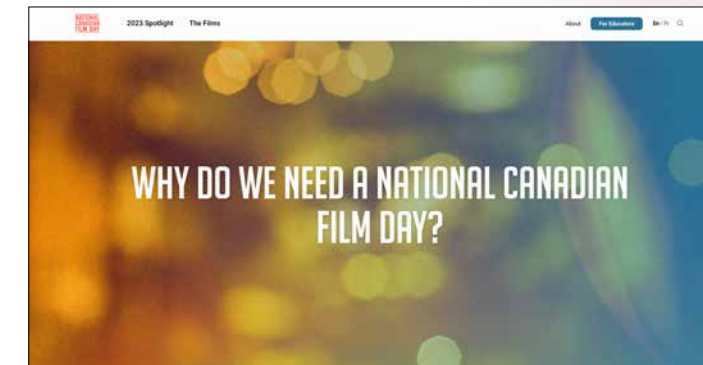 NATIONAL
CANADIAN
FILM DAY
2023 Spotlight The Films
About For Educators En / Fr
WHY DO WE NEED A NATIONAL CANADIAN
FILM DAY?